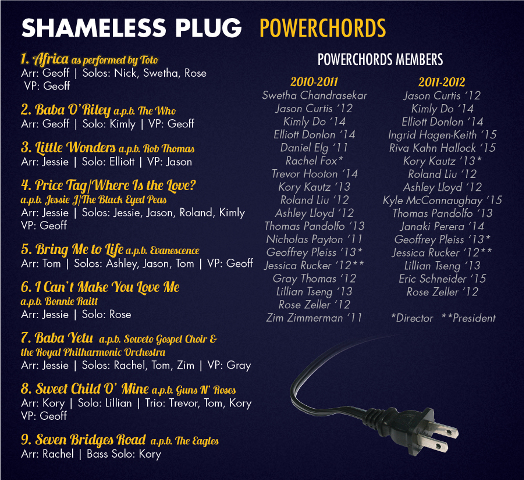 SHAMELESS PLUG POWERCHORDS
1. Africa as performed by Toto
Arr: Geoff | Solos: Nick, Swetha, Rose
VP: Geoff
2. Baba O'Riley a.p.b. The Who
Arr: Geoff | Solo: Kimly | VP: Geoff
3. Little Wonders a.p.b. Rob Thomas
Arr: Jessie | Solo: Elliott | VP: Jason
4. Price Tag/Where Is the Love?
a.p.b. Jessie J/The Black Eyed Peas
Arr: Jessie | Solos: Jessie, Jason, Roland, Kimly
VP: Geoff
5. Bring Me to Life a.p.b. Evanescence
Arr: Tom | Solos: Ashley, Jason, Tom | VP: Geoff
6. I Can't Make You Love Me
a.p.b. Bonnie Raitt
Arr: Jessie | Solo: Rose
7. Baba Yetu a.p.b. Soweto Gospel Choir &
the Royal Philharmonic Orchestra
Arr: Jessie | Solos: Rachel, Tom, Zim | VP: Gray
8. Sweet Child O' Mine a.p.b. Guns N' Roses
Arr: Kory | Solo: Lillian | Trio: Trevor, Tom, Kory
VP: Geoff
9. Seven Bridges Road a.p.b. The Eagles
Arr: Rachel | Bass Solo: Kory
POWERCHORDS MEMBERS
2010-2011
Swetha Chandrasekar
Jason Curtis '12
Kimly Do '14
Elliott Donlon '14
Daniel Elg '11
Rachel Fox*
Trevor Hooton '14
Kory Kautz '13
Roland Liu '12
Ashley Lloyd '12
Thomas Pandolfo '13
Nicholas Payton '11
Geoffrey Pleiss '13*
Jessica Rucker '12**
Gray Thomas '12
Lillian Tseng '13
Rose Zeller '12
Zim Zimmerman '11
2011-2012
Jason Curtis '12
Kimly Do '14
Elliott Donlon '14
Ingrid Hagen-Keith '15
Riva Kahn Hallock '15
Kory Kautz '13*
Roland Liu '12
Ashley Lloyd '12
Kyle McConnaughay '15
Thomas Pandolfo '13
Janaki Perera '14
Geoffrey Pleiss '13*
Jessica Rucker '12**
Lillian Tseng '13
Eric Schneider '15
Rose Zeller '12
*Director **President